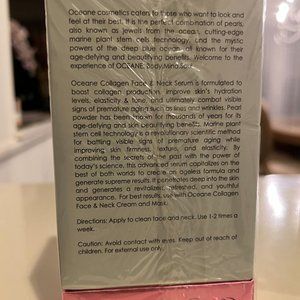 Oceane cosmetics caters to those who want to look and
feel at their best. It is the perfect combination of pearls,
also known as jewels from the ocean, cutting-edge
marine plant stem cells technology, and the mystic
powers of the deep blue ocean all known for their
age-defying and beautifying benefits. Welcome to the
experience of OCEANE Body.Mind.Soul.
Oceane Collagen Face & Neck Serum is formulated to
boost collagen production, improve skin's hydration
levels, elasticity & tone, and ultimately combat visible
signs of premature aging such as lines and wrinkles. Pearl
powder has been known for thousands of years for its
age-defying and skin beautifying benefits. Marine plant
stem cell technology is a revolutionary scientific method
for battling visible signs of premature aging while
improving skin firmness, texture, and elasticity. By
combining the secrets of the past with the power of
today's science, this advanced serum capitalizes on the
best of both worlds to create an ageless formula and
generate supreme results. It penetrates deep into the skin
and generates a revitalized, refreshed, and youthful
appearance. For best results, use with Oceane Collagen
Face & Neck Cream and Mask.
Directions: Apply to clean face and neck. Use 1-2 times a
week.
Caution: Avoid contact with eyes. Keep out of reach of
children. For external use only.